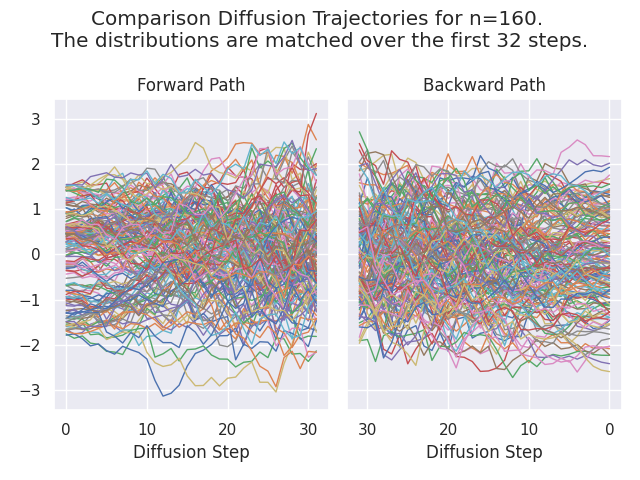 Comparison Diffusion Trajectories for n=160.
The distributions are matched over the first 32 steps.
Forward Path
Backward Path
3
2
1
0
−1
−2
−3
0 10 20 30
30 20 10 0
Diffusion Step
Diffusion Step